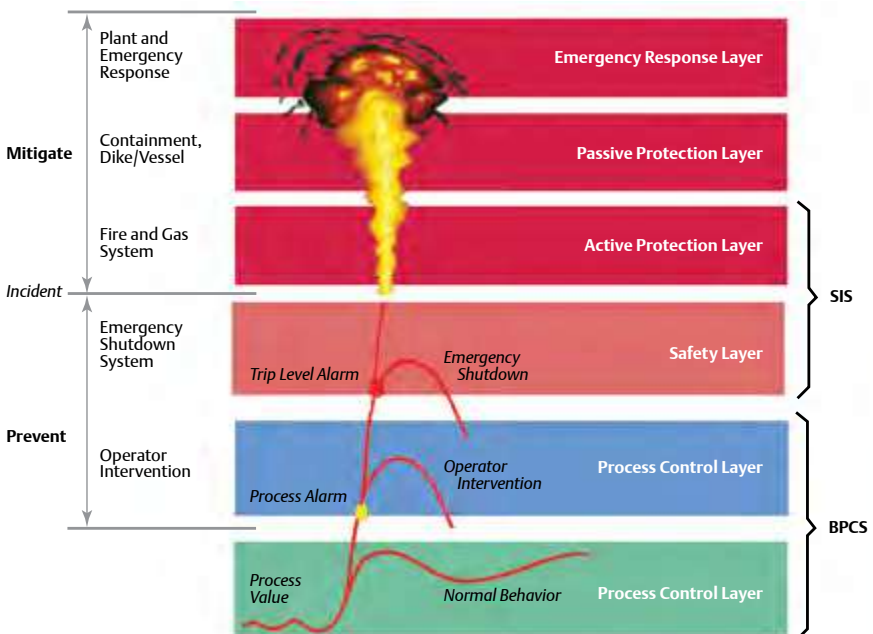 Plant and
Emergency
Response
Emergency Response Layer
Mitigate
Containment,
Dike/Vessel
Passive Protection Layer
Fire and Gas
System
Active Protection Layer
Incident
SIS
Emergency
Shutdown
System
Trip Level Alarm
Emergency
Shutdown
Safety Layer
Prevent
Operator
Intervention
Process Alarm
Operator
Intervention
Process Control Layer
BPCS
Process
Value
Normal Behavior
Process Control Layer